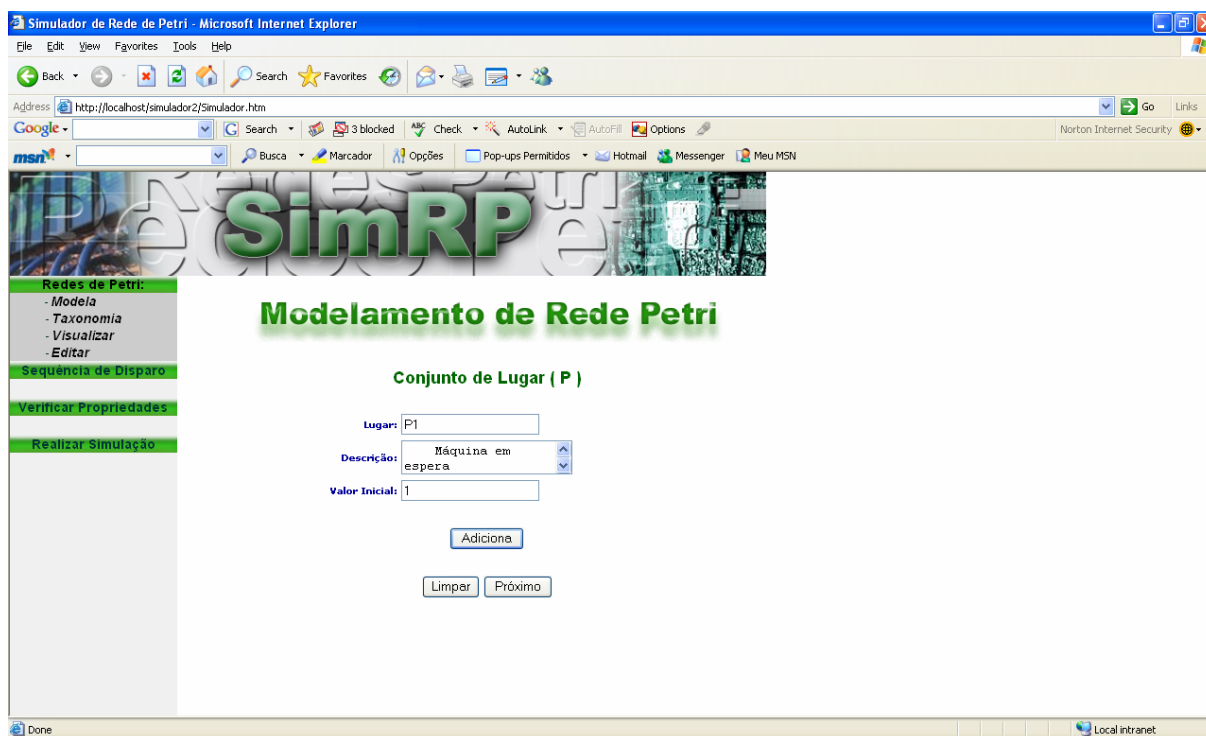 Simulador de Rede de Petri - Microsoft Internet Explorer
File Edit View Favorites Tools Help
Back Search Favorites
Address http://localhost/simulador2/Simulador.htm Go Links
Google Search 3 blocked Check AutoLink AutoFill Options Norton Internet Security
msn Busca Marcador Opções Pop-ups Permitidos Hotmail Messenger Meu MSN
SimRP
Redes de Petri:
- Modela
- Taxonomia
- Visualizar
- Editar
Sequência de Disparo
Verificar Propriedades
Realizar Simulação
Modelamento de Rede Petri
Conjunto de Lugar ( P )
Lugar: P1
Descrição: Máquina em
espera
Valor Inicial: 1
Adiciona
Limpar Próximo
Done Local intranet